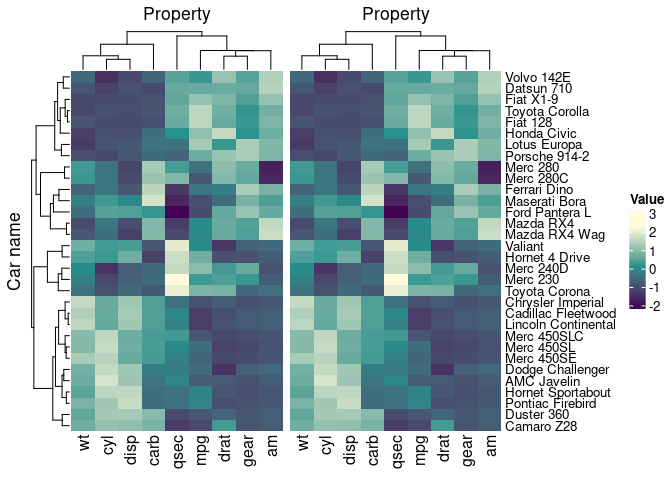 Property Property
Volvo 142E
Datsun 710
Fiat X1-9
Toyota Corolla
Fiat 128
Honda Civic
Lotus Europa
Porsche 914-2
Merc 280
Merc 280C
Ferrari Dino
Maserati Bora
Ford Pantera L
Mazda RX4
Mazda RX4 Wag
Valiant
Hornet 4 Drive
Merc 240D
Merc 230
Toyota Corona
Chrysler Imperial
Cadillac Fleetwood
Lincoln Continental
Merc 450SLC
Merc 450SL
Merc 450SE
Dodge Challenger
AMC Javelin
Hornet Sportabout
Pontiac Firebird
Duster 360
Camaro Z28
Car name
wt cyl disp carb qsec mpg drat gear am wt cyl disp carb qsec mpg drat gear am
Value
3
2
1
0
-1
-2